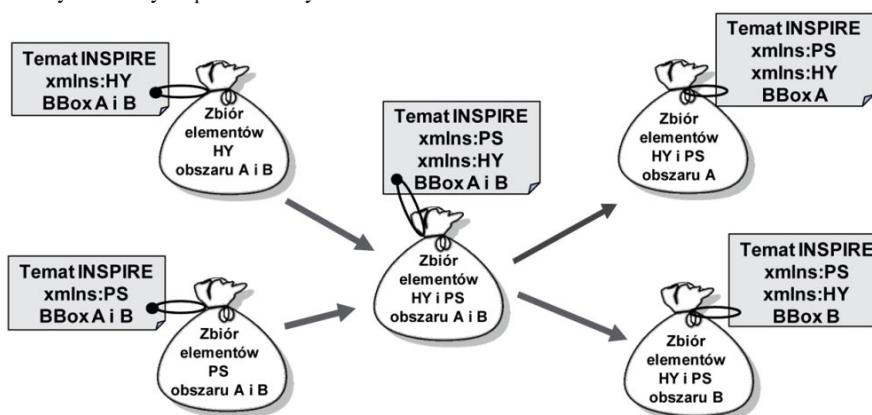 Temat INSPIRE
xmlns:HY
BBox A i B
Zbiór
elementów
HY
obszaru A i B
Temat INSPIRE
xmlns:PS
BBox A i B
Zbiór
elementów
PS
obszaru A i B
Temat INSPIRE
xmlns:PS
xmlns:HY
BBox A i B
Zbiór
elementów
HY i PS
obszaru A i B
Temat INSPIRE
xmlns:PS
xmlns:HY
BBox A
Zbiór
elementów
HY i PS
obszaru A
Temat INSPIRE
xmlns:PS
xmlns:HY
BBox B
Zbiór
elementów
HY i PS
obszaru B